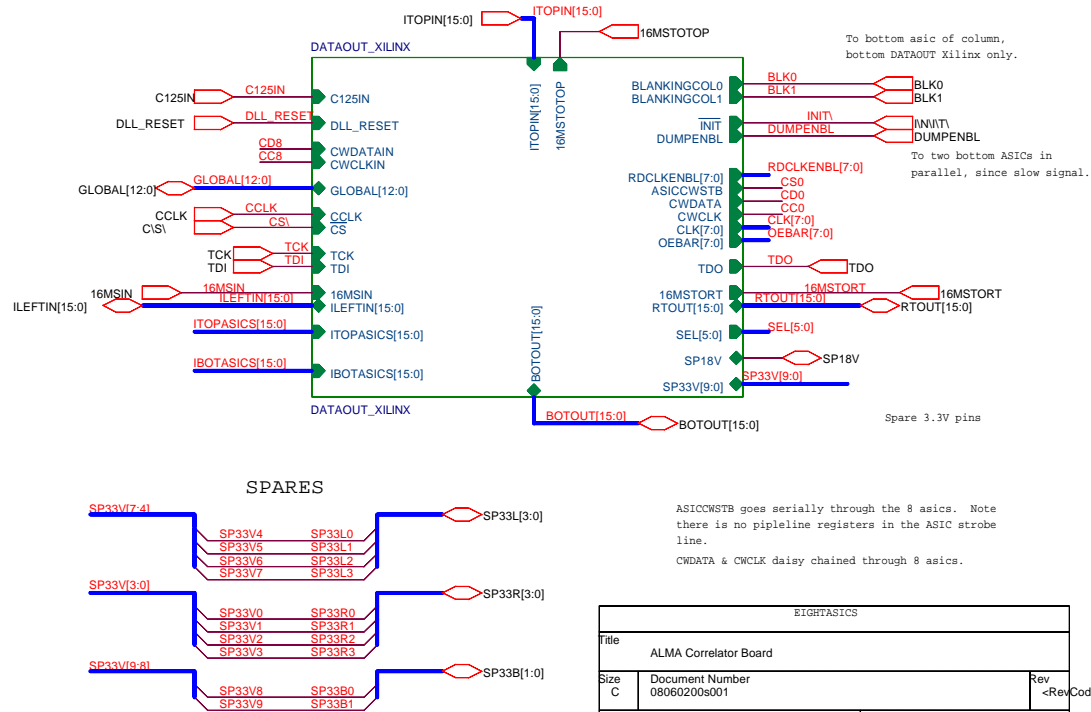 ITOPIN[15:0] ITOPIN[15:0]
16MSTOTOP
To bottom asic of column,
bottom DATAOUT Xilinx only.
DATAOUT_XILINX
ITOPIN[15:0]
16MSTOTOP
C125IN C125IN C125IN
DLL_RESET DLL_RESET DLL_RESET
CD8 CWDATAIN
CC8 CWCLKIN
GLOBAL[12:0] GLOBAL[12:0] GLOBAL[12:0]
CCLK CCLK CCLK
C\S\ CS\ CS
TCK TCK TCK
TDI TDI TDI
16MSIN 16MSIN 16MSIN
ILEFTIN[15:0] ILEFTIN[15:0] ILEFTIN[15:0]
ITOPASICS[15:0] ITOPASICS[15:0]
IBOTASICS[15:0] IBOTASICS[15:0]
BLANKINGCOL0 BLK0 BLK0
BLANKINGCOL1 BLK1 BLK1
INIT INIT\ I\N\I\T\
DUMPENBL DUMPENBL DUMPENBL
To two bottom ASICs in
parallel, since slow signal.
RDCLKENBL[7:0] RDCLKENBL[7:0]
ASICCWSTB CS0
CWDATA CD0
CWCLK CC0
CLK[7:0] CLK[7:0]
OEBAR[7:0] OEBAR[7:0]
TDO TDO TDO
16MSTORT 16MSTORT 16MSTORT
RTOUT[15:0] RTOUT[15:0] RTOUT[15:0]
SEL[5:0] SEL[5:0]
SP18V SP18V
SP33V[9:0] SP33V[9:0]
BOTOUT[15:0]
DATAOUT_XILINX
BOTOUT[15:0] BOTOUT[15:0]
Spare 3.3V pins
SPARES
SP33V[7:4] SP33L[3:0]
SP33V4 SP33L0
SP33V5 SP33L1
SP33V6 SP33L2
SP33V7 SP33L3
SP33V[3:0] SP33R[3:0]
SP33V0 SP33R0
SP33V1 SP33R1
SP33V2 SP33R2
SP33V3 SP33R3
SP33V[9:8] SP33B[1:0]
SP33V8 SP33B0
SP33V9 SP33B1
ASICCWSTB goes serially through the 8 asics. Note
there is no pipleline registers in the ASIC strobe
line.
CWDATA & CWCLK daisy chained through 8 asics.
EIGHTASICS
Title
ALMA Correlator Board
Size Document Number Rev
C 08060200s001 <RevCod